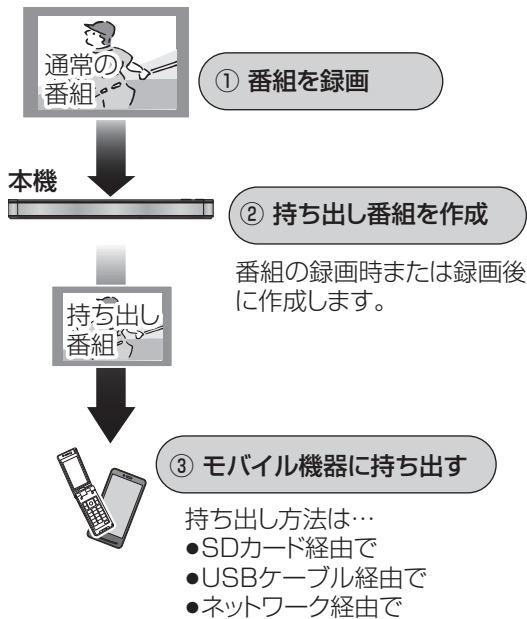 通常の
番組
① 番組を録画
本機
② 持ち出し番組を作成
番組の録画時または録画後
に作成します。
持ち出し
番組
③ モバイル機器に持ち出す
持ち出し方法は…
●SDカード経由で
●USBケーブル経由で
●ネットワーク経由で